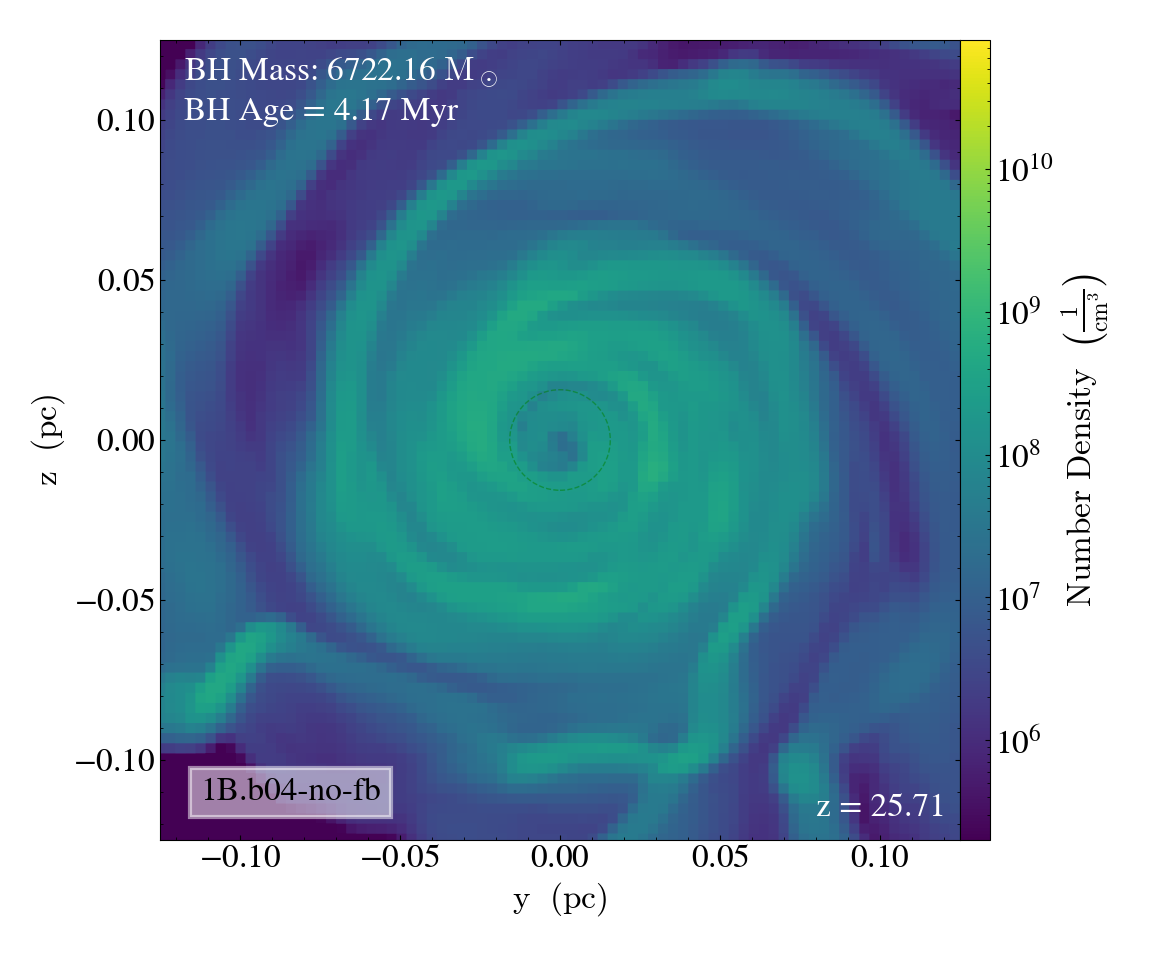 BH Mass: 6722.16 M⊙
BH Age = 4.17 Myr
0.10
0.05
0.00
−0.05
−0.10
z (pc)
1B.b04-no-fb
z = 25.71
−0.10 −0.05 0.00 0.05 0.10
y (pc)
10¹⁰
10⁹
10⁸
10⁷
10⁶
Number Density (1/cm³)